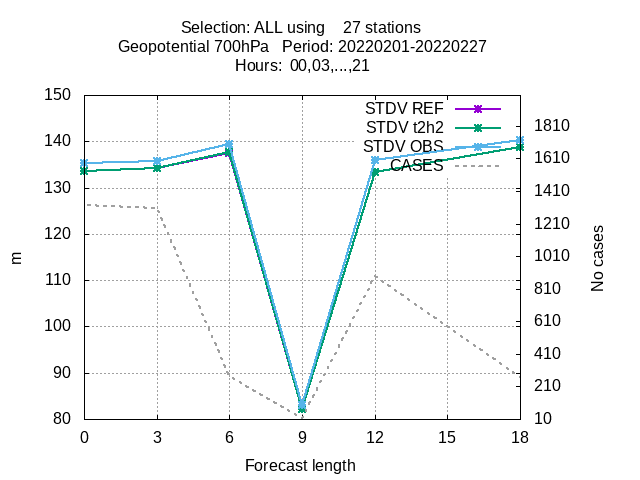 Selection: ALL using    27 stations
Geopotential 700hPa   Period: 20220201-20220227
Hours: 00,03,...,21
150
140
130
120
110
100
90
80
m
STDV REF
STDV t2h2
STDV OBS
CASES
1810
1610
1410
1210
1010
810
610
410
210
10
No cases
0 3 6 9 12 15 18
Forecast length